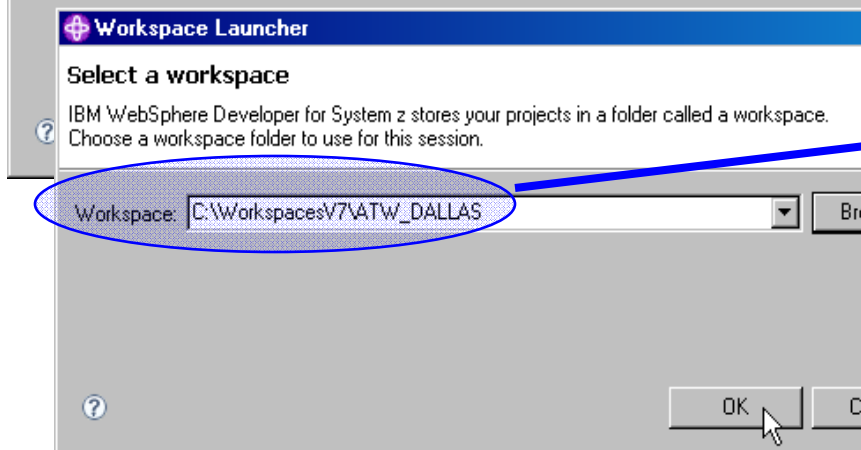 Workspace Launcher
Select a workspace
IBM WebSphere Developer for System z stores your projects in a folder called a workspace.
Choose a workspace folder to use for this session.
Workspace: C:\WorkspacesV7\ATW_DALLAS
OK